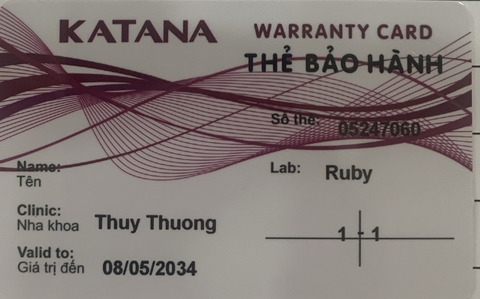 KATANA
WARRANTY CARD
THẺ BẢO HÀNH
Số thẻ: 05247060
Name:
Tên
Lab: Ruby
Clinic:
Nha khoa Thuy Thuong
1 - 1
Valid to:
Giá trị đến 08/05/2034